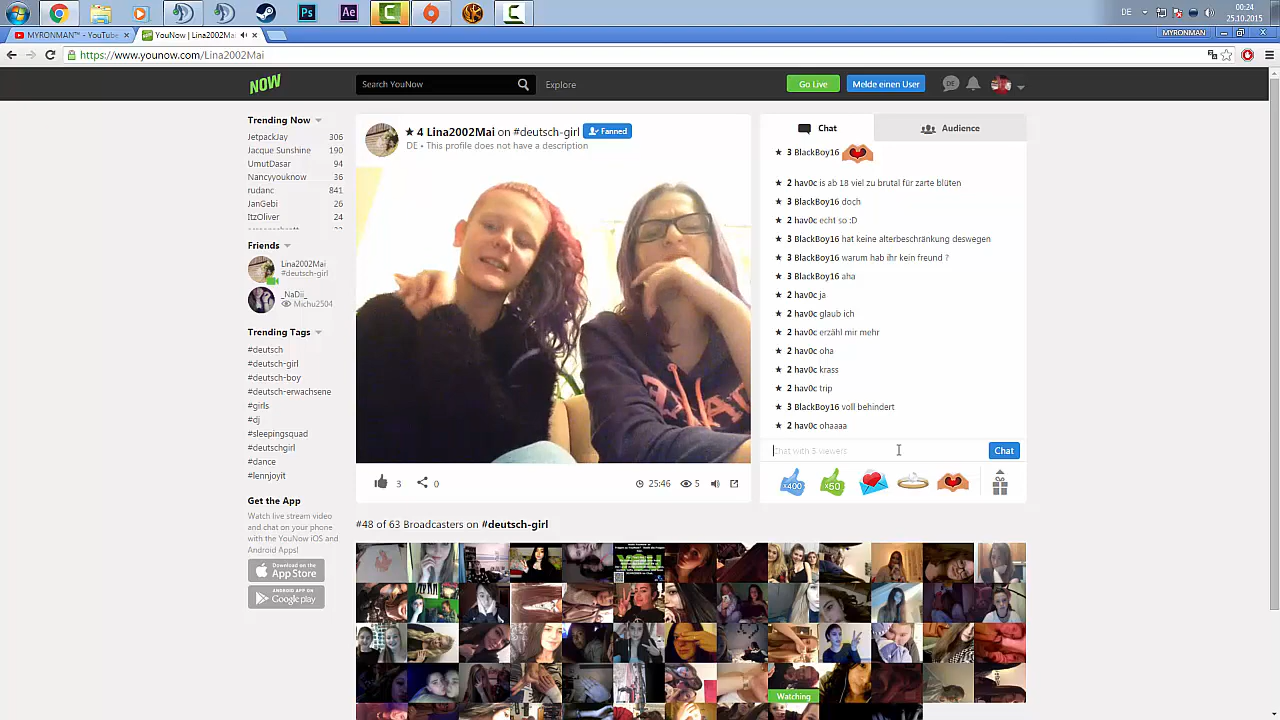 DE
00:24
25.10.2015
MYRONMAN™ - YouTube
YouNow | Lina2002Mai
MYRONMAN
https://www.younow.com/Lina2002Mai
NOW
Search YouNow
Explore
Go Live
Melde einen User
DE
Trending Now
JetpackJay 306
Jacque Sunshine 190
UmutDasar 94
Nancyyouknow 36
rudanc 841
JanGebi 26
ItzOliver 24
Friends
Lina2002Mai
#deutsch-girl
_NaDii_
Michu2504
Trending Tags
#deutsch
#deutsch-girl
#deutsch-boy
#deutsch-erwachsene
#girls
#dj
#sleepingsquad
#deutschgirl
#dance
#lennjoyit
Get the App
Watch live stream video
and chat on your phone
with the YouNow iOS and
Android Apps!
Download on the
App Store
ANDROID APP ON
Google play
★ 4 Lina2002Mai on #deutsch-girl
Fanned
DE • This profile does not have a description
3
0
25:46
5
Chat
Audience
★ 3 BlackBoy16
★ 2 hav0c is ab 18 viel zu brutal für zarte blüten
★ 3 BlackBoy16 doch
★ 2 hav0c echt so :D
★ 3 BlackBoy16 hat keine alterbeschränkung deswegen
★ 3 BlackBoy16 warum hab ihr kein freund ?
★ 3 BlackBoy16 aha
★ 2 hav0c ja
★ 2 hav0c glaub ich
★ 2 hav0c erzähl mir mehr
★ 2 hav0c oha
★ 2 hav0c krass
★ 2 hav0c trip
★ 3 BlackBoy16 voll behindert
★ 2 hav0c ohaaaa
Chat with 5 viewers
Chat
x400
x50
#48 of 63 Broadcasters on #deutsch-girl
Watching